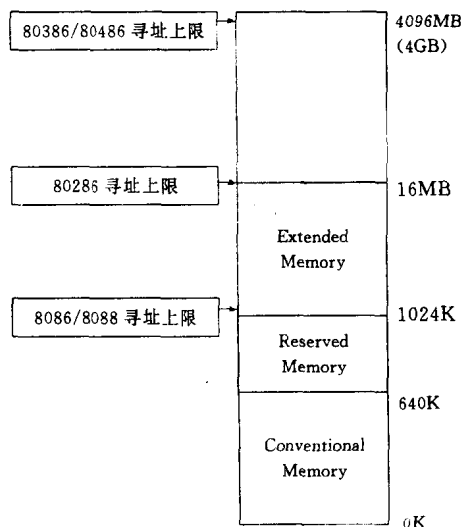 80386/80486 寻址上限
4096MB
(4GB)
80286 寻址上限
16MB
Extended
Memory
8086/8088 寻址上限
1024K
Reserved
Memory
640K
Conventional
Memory
0K